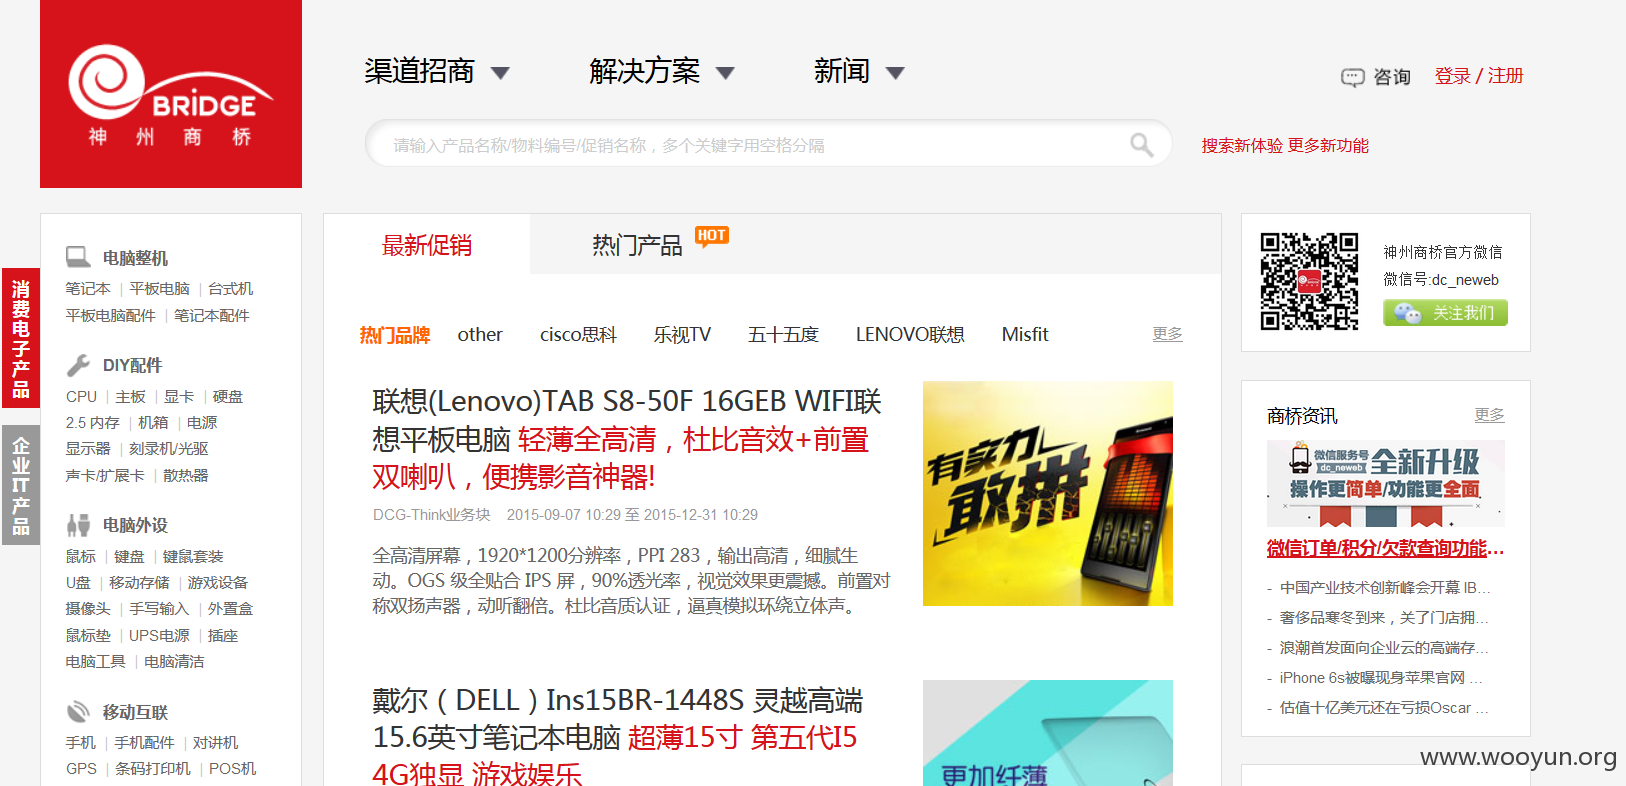 BRIDGE
神州商桥
渠道招商
解决方案
新闻
咨询
登录 / 注册
请输入产品名称/物料编号/促销名称，多个关键字用空格分隔
搜索新体验 更多新功能
消费电子产品
企业IT产品
电脑整机
笔记本 | 平板电脑 | 台式机
平板电脑配件 | 笔记本配件
DIY配件
CPU | 主板 | 显卡 | 硬盘
2.5 内存 | 机箱 | 电源
显示器 | 刻录机/光驱
声卡/扩展卡 | 散热器
电脑外设
鼠标 | 键盘 | 键鼠套装
U盘 | 移动存储 | 游戏设备
摄像头 | 手写输入 | 外置盒
鼠标垫 | UPS电源 | 插座
电脑工具 | 电脑清洁
移动互联
手机 | 手机配件 | 对讲机
GPS | 条码打印机 | POS机
最新促销
热门产品
HOT
热门品牌 other cisco思科 乐视TV 五十五度 LENOVO联想 Misfit 更多
联想(Lenovo)TAB S8-50F 16GEB WIFI联
想平板电脑 轻薄全高清，杜比音效+前置
双喇叭，便携影音神器!
DCG-Think业务块 2015-09-07 10:29 至 2015-12-31 10:29
全高清屏幕，1920*1200分辨率，PPI 283，输出高清，细腻生
动。OGS 级全贴合 IPS 屏，90%透光率，视觉效果更震撼。前置对
称双扬声器，动听翻倍。杜比音质认证，逼真模拟环绕立体声。
有实力
敢拼
戴尔（DELL）Ins15BR-1448S 灵越高端
15.6英寸笔记本电脑 超薄15寸 第五代I5
4G独显 游戏娱乐
更加纤薄
神州商桥官方微信
微信号:dc_neweb
关注我们
商桥资讯
更多
微信服务号
dc_neweb
全新升级
操作更简单/功能更全面
微信订单/积分/欠款查询功能...
- 中国产业技术创新峰会开幕 IB...
- 奢侈品寒冬到来，关了门店拥...
- 浪潮首发面向企业云的高端存...
- iPhone 6s被曝现身苹果官网 ...
- 估值十亿美元还在亏损Oscar ...
www.wooyun.org